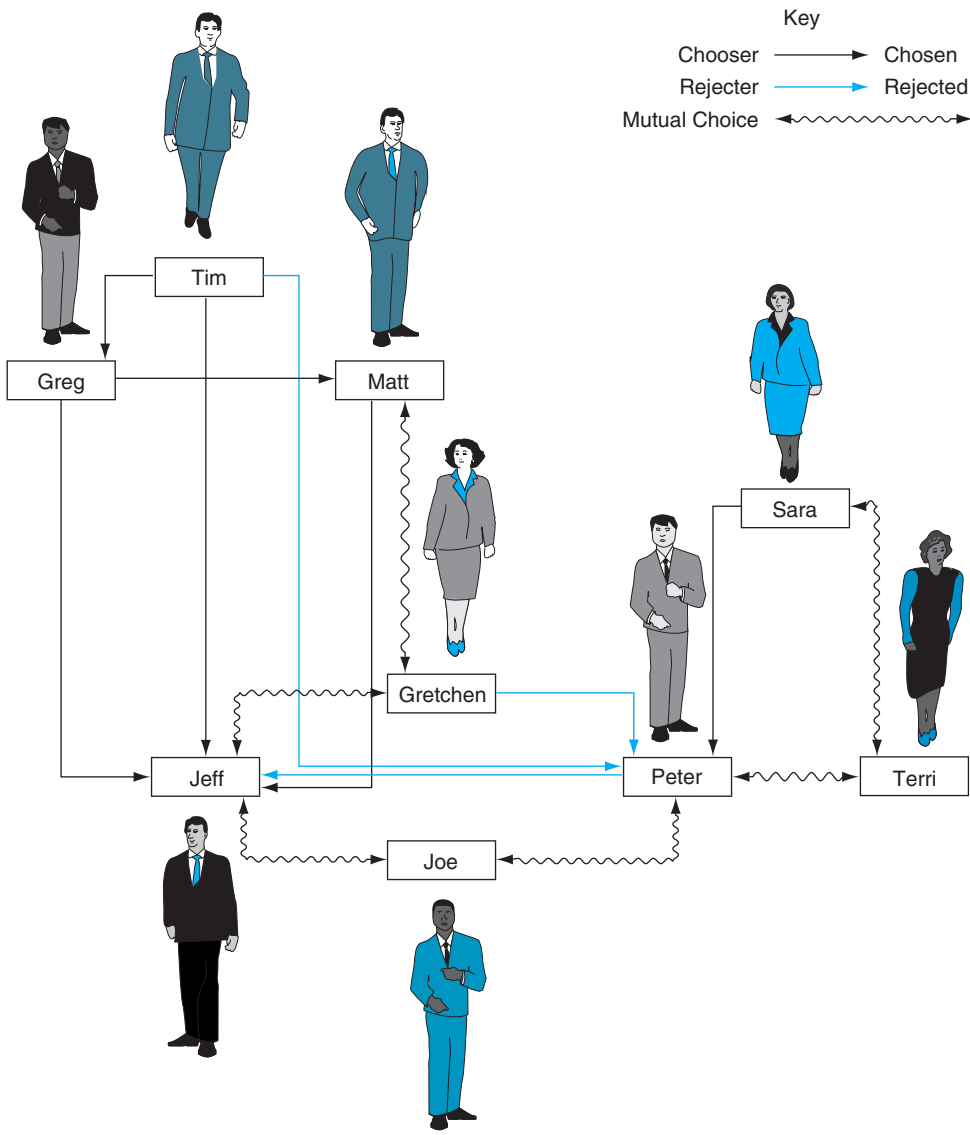 Key
Chooser Chosen
Rejecter Rejected
Mutual Choice
Tim
Greg
Matt
Sara
Gretchen
Jeff
Peter
Terri
Joe